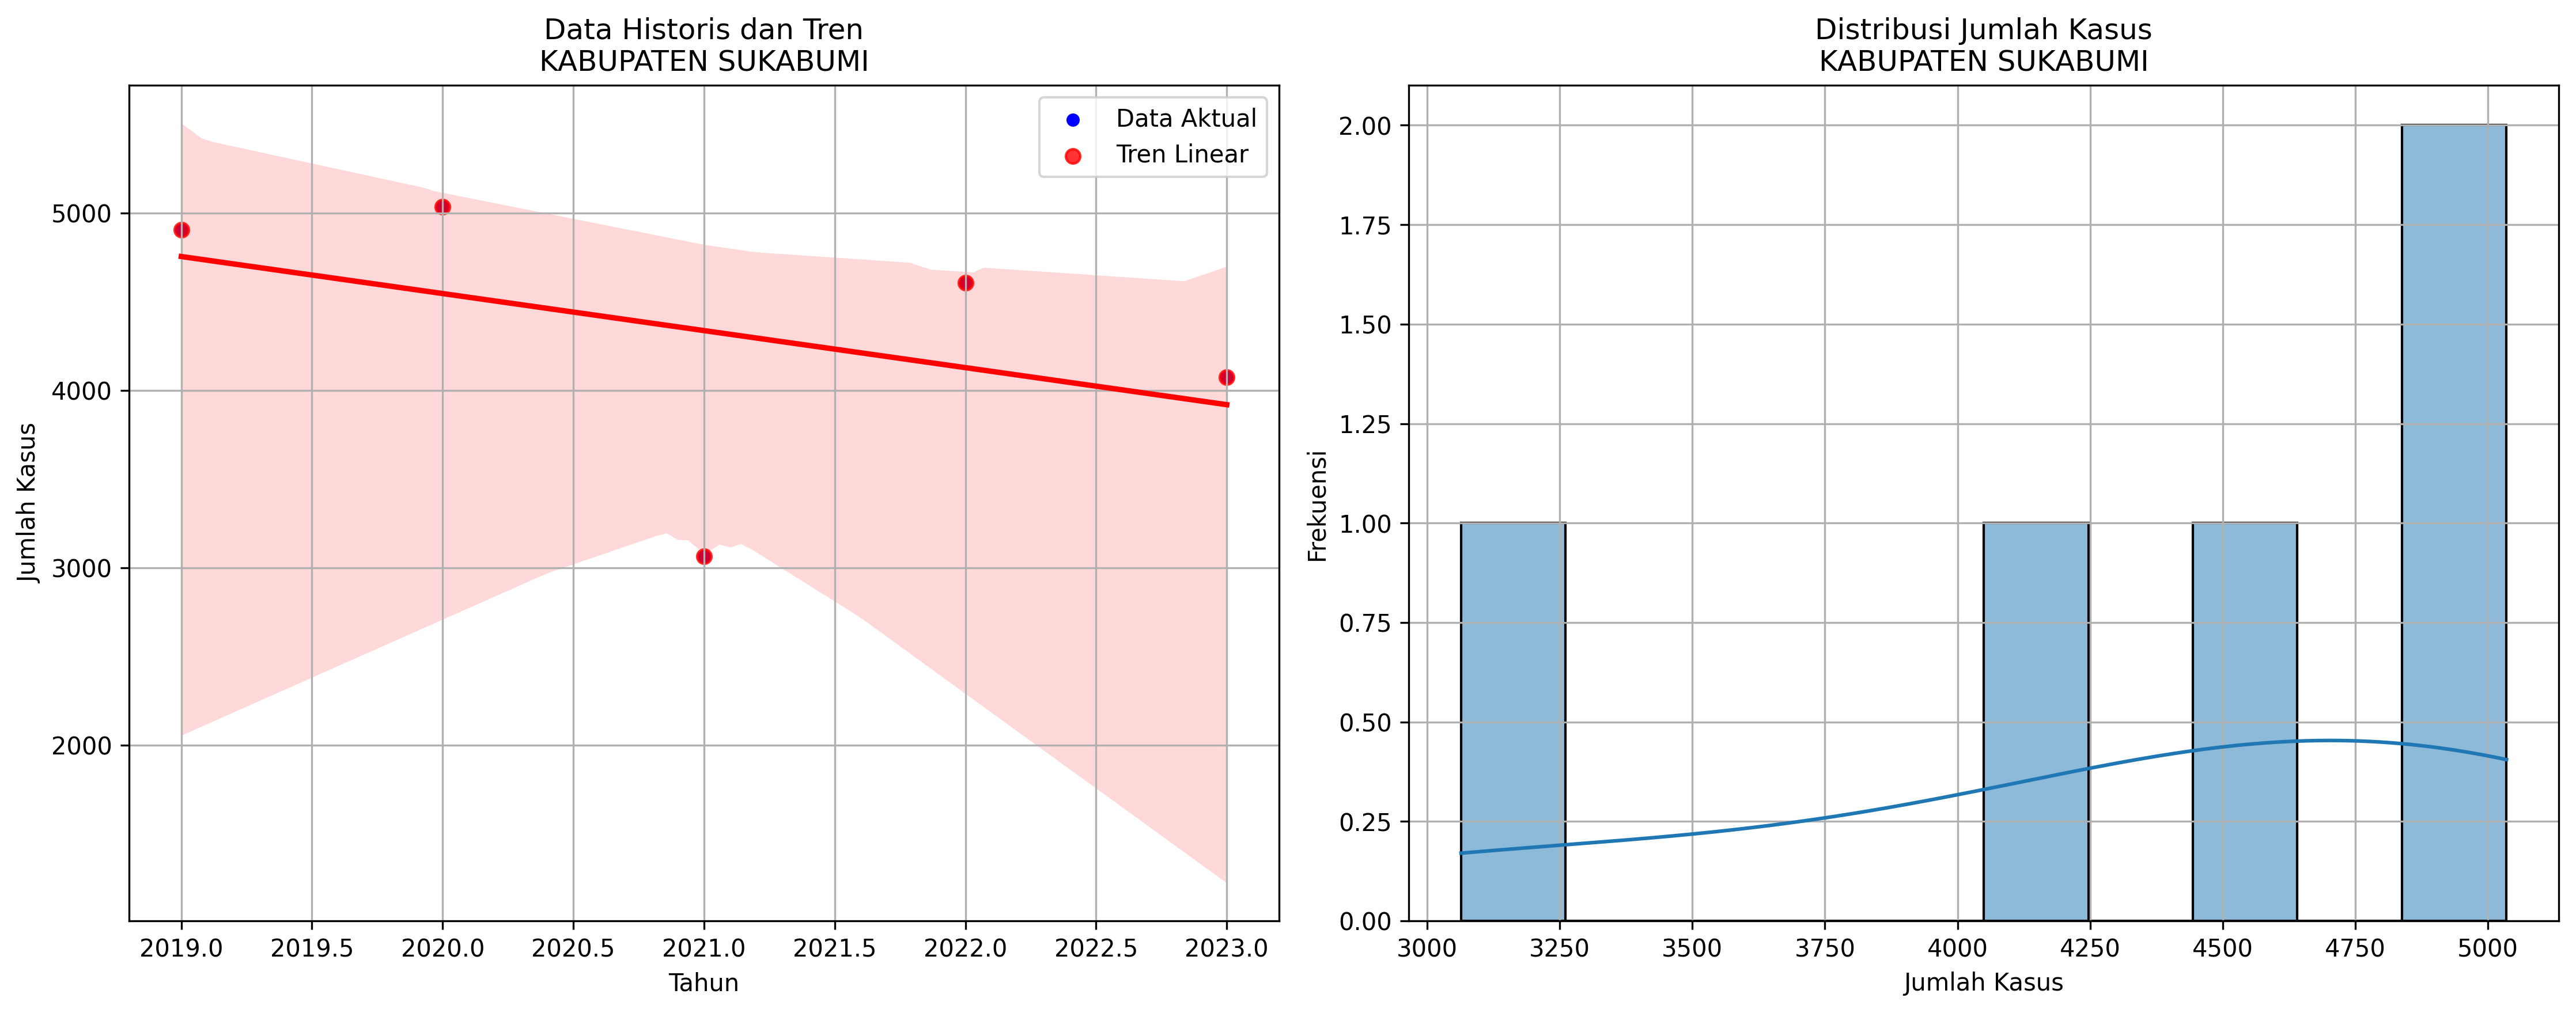 Data Historis dan Tren
KABUPATEN SUKABUMI
Data Aktual
Tren Linear
Jumlah Kasus
5000
4000
3000
2000
2019.0 2019.5 2020.0 2020.5 2021.0 2021.5 2022.0 2022.5 2023.0
Tahun
Distribusi Jumlah Kasus
KABUPATEN SUKABUMI
Frekuensi
2.00
1.75
1.50
1.25
1.00
0.75
0.50
0.25
0.00
3000 3250 3500 3750 4000 4250 4500 4750 5000
Jumlah Kasus